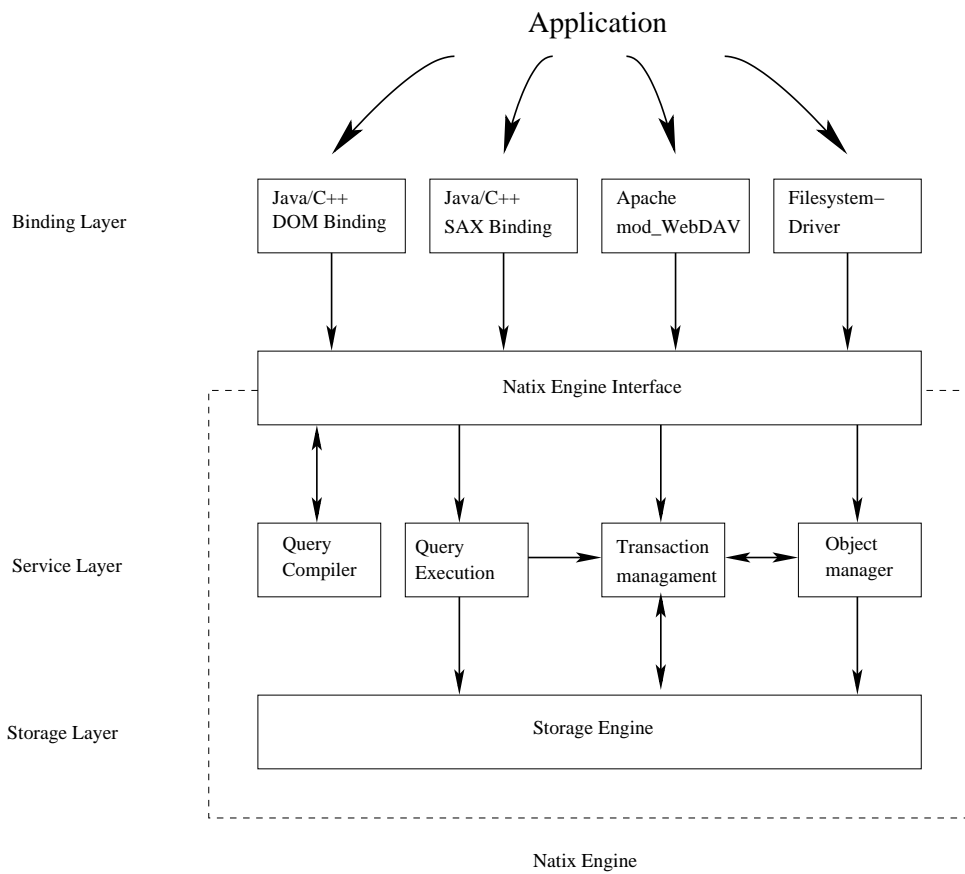 Application
Binding Layer
Java/C++
DOM Binding
Java/C++
SAX Binding
Apache
mod_WebDAV
Filesystem−
Driver
Natix Engine Interface
Service Layer
Query
Compiler
Query
Execution
Transaction
managament
Object
manager
Storage Layer
Storage Engine
Natix Engine